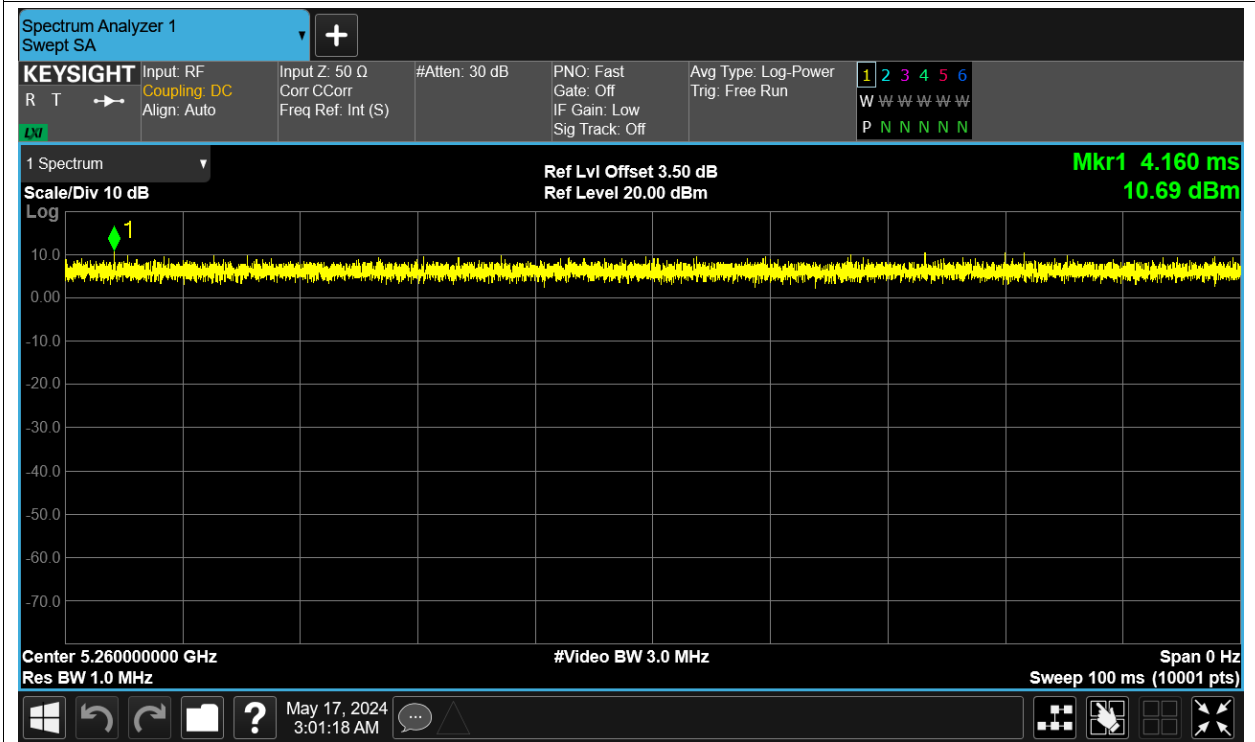 Spectrum Analyzer 1
Swept SA
KEYSIGHT
R T
LXI
Input: RF
Coupling: DC
Align: Auto
Input Z: 50 Ω
Corr CCorr
Freq Ref: Int (S)
#Atten: 30 dB
PNO: Fast
Gate: Off
IF Gain: Low
Sig Track: Off
Avg Type: Log-Power
Trig: Free Run
1 2 3 4 5 6
W W W W W W
P N N N N N
1 Spectrum
Scale/Div 10 dB
Ref Lvl Offset 3.50 dB
Ref Level 20.00 dBm
Mkr1 4.160 ms
10.69 dBm
Log
1
10.0
0.00
-10.0
-20.0
-30.0
-40.0
-50.0
-60.0
-70.0
Center 5.260000000 GHz
Res BW 1.0 MHz
#Video BW 3.0 MHz
Span 0 Hz
Sweep 100 ms (10001 pts)
?
May 17, 2024
3:01:18 AM